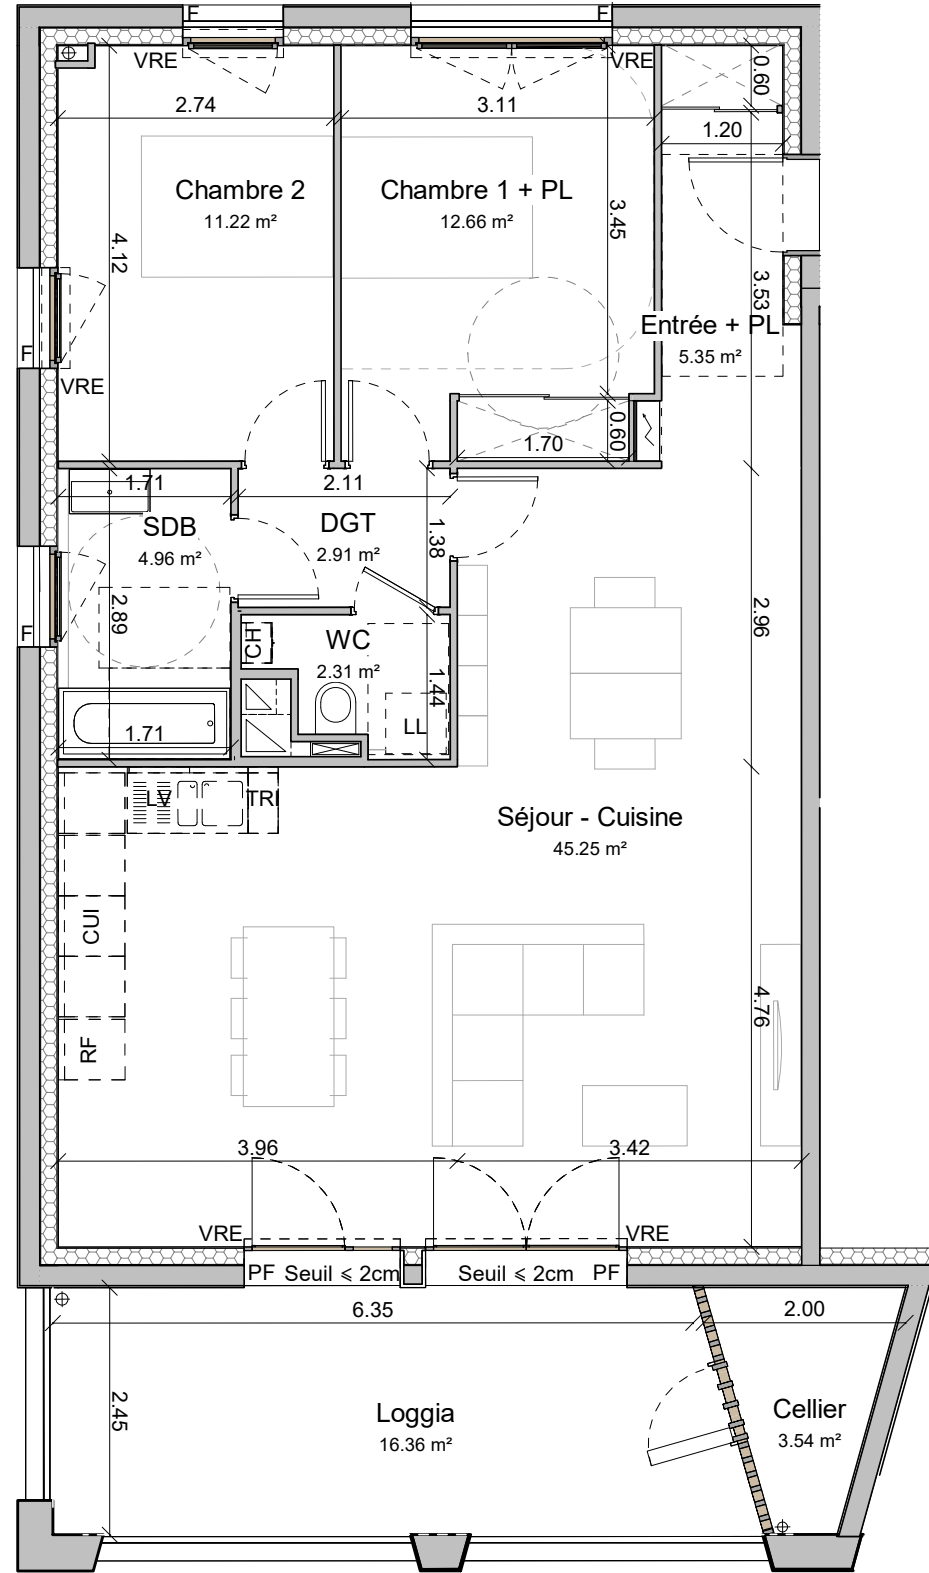 F
F
VRE
VRE
0.60
2.74
3.11
1.20
Chambre 2
11.22 m²
Chambre 1 + PL
12.66 m²
3.45
4.12
3.53
Entrée + PL
5.35 m²
F
VRE
1.70
0.60
1.71
2.11
SDB
4.96 m²
DGT
2.91 m²
1.38
2.89
2.96
F
HC
WC
2.31 m²
1.44
LL
1.71
LV
TRI
Séjour - Cuisine
45.25 m²
CUI
4.76
RF
3.96
3.42
VRE
VRE
PF
Seuil ⩽ 2cm
Seuil ⩽ 2cm
PF
6.35
2.00
2.45
Loggia
16.36 m²
Cellier
3.54 m²